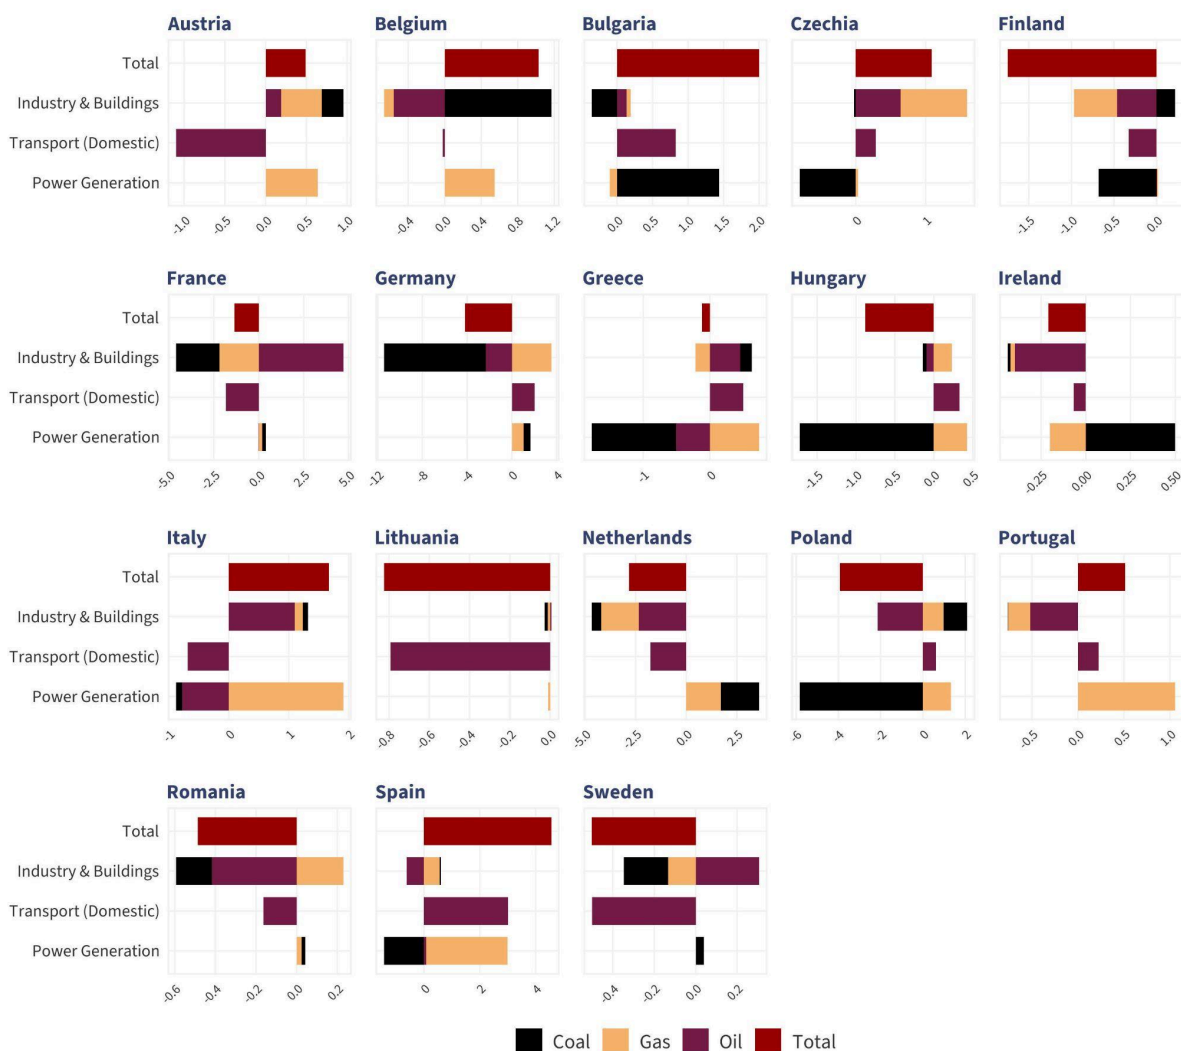 Austria Belgium Bulgaria Czechia Finland
Total
Industry & Buildings
Transport (Domestic)
Power Generation
-1.0 -0.5 0.0 0.5 1.0 -0.4 0.0 0.4 0.8 1.2 0.0 0.5 1.0 1.5 2.0 0 1 -1.5 -1.0 -0.5 0.0
France Germany Greece Hungary Ireland
Total
Industry & Buildings
Transport (Domestic)
Power Generation
-5.0 -2.5 0.0 2.5 5.0 -12 -8 -4 0 4 -1 0 -1.5 -1.0 -0.5 0.0 0.5 -0.25 0.00 0.25 0.50
Italy Lithuania Netherlands Poland Portugal
Total
Industry & Buildings
Transport (Domestic)
Power Generation
-1 0 1 2 -0.8 -0.6 -0.4 -0.2 0.0 -5.0 -2.5 0.0 2.5 -6 -4 -2 0 2 -0.5 0.0 0.5 1.0
Romania Spain Sweden
Total
Industry & Buildings
Transport (Domestic)
Power Generation
-0.6 -0.4 -0.2 0.0 0.2 0 2 4 -0.4 -0.2 0.0 0.2
Coal Gas Oil Total